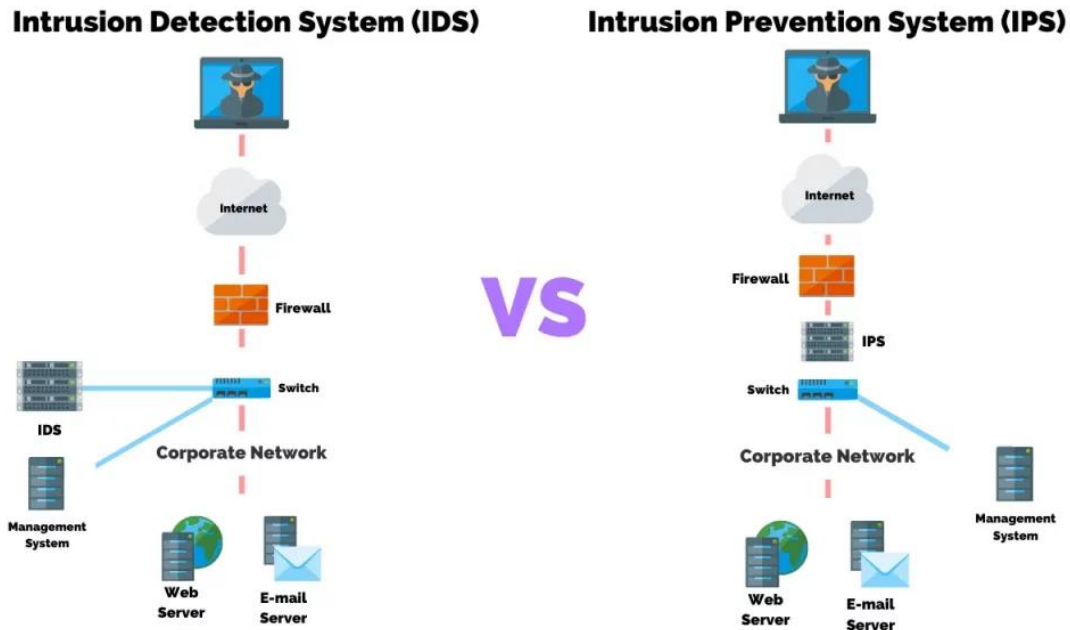 Intrusion Detection System (IDS)
Internet
Firewall
Switch
IDS
Corporate Network
Management
System
Web
Server
E-mail
Server
VS
Intrusion Prevention System (IPS)
Internet
Firewall
IPS
Switch
Corporate Network
Management
System
Web
Server
E-mail
Server